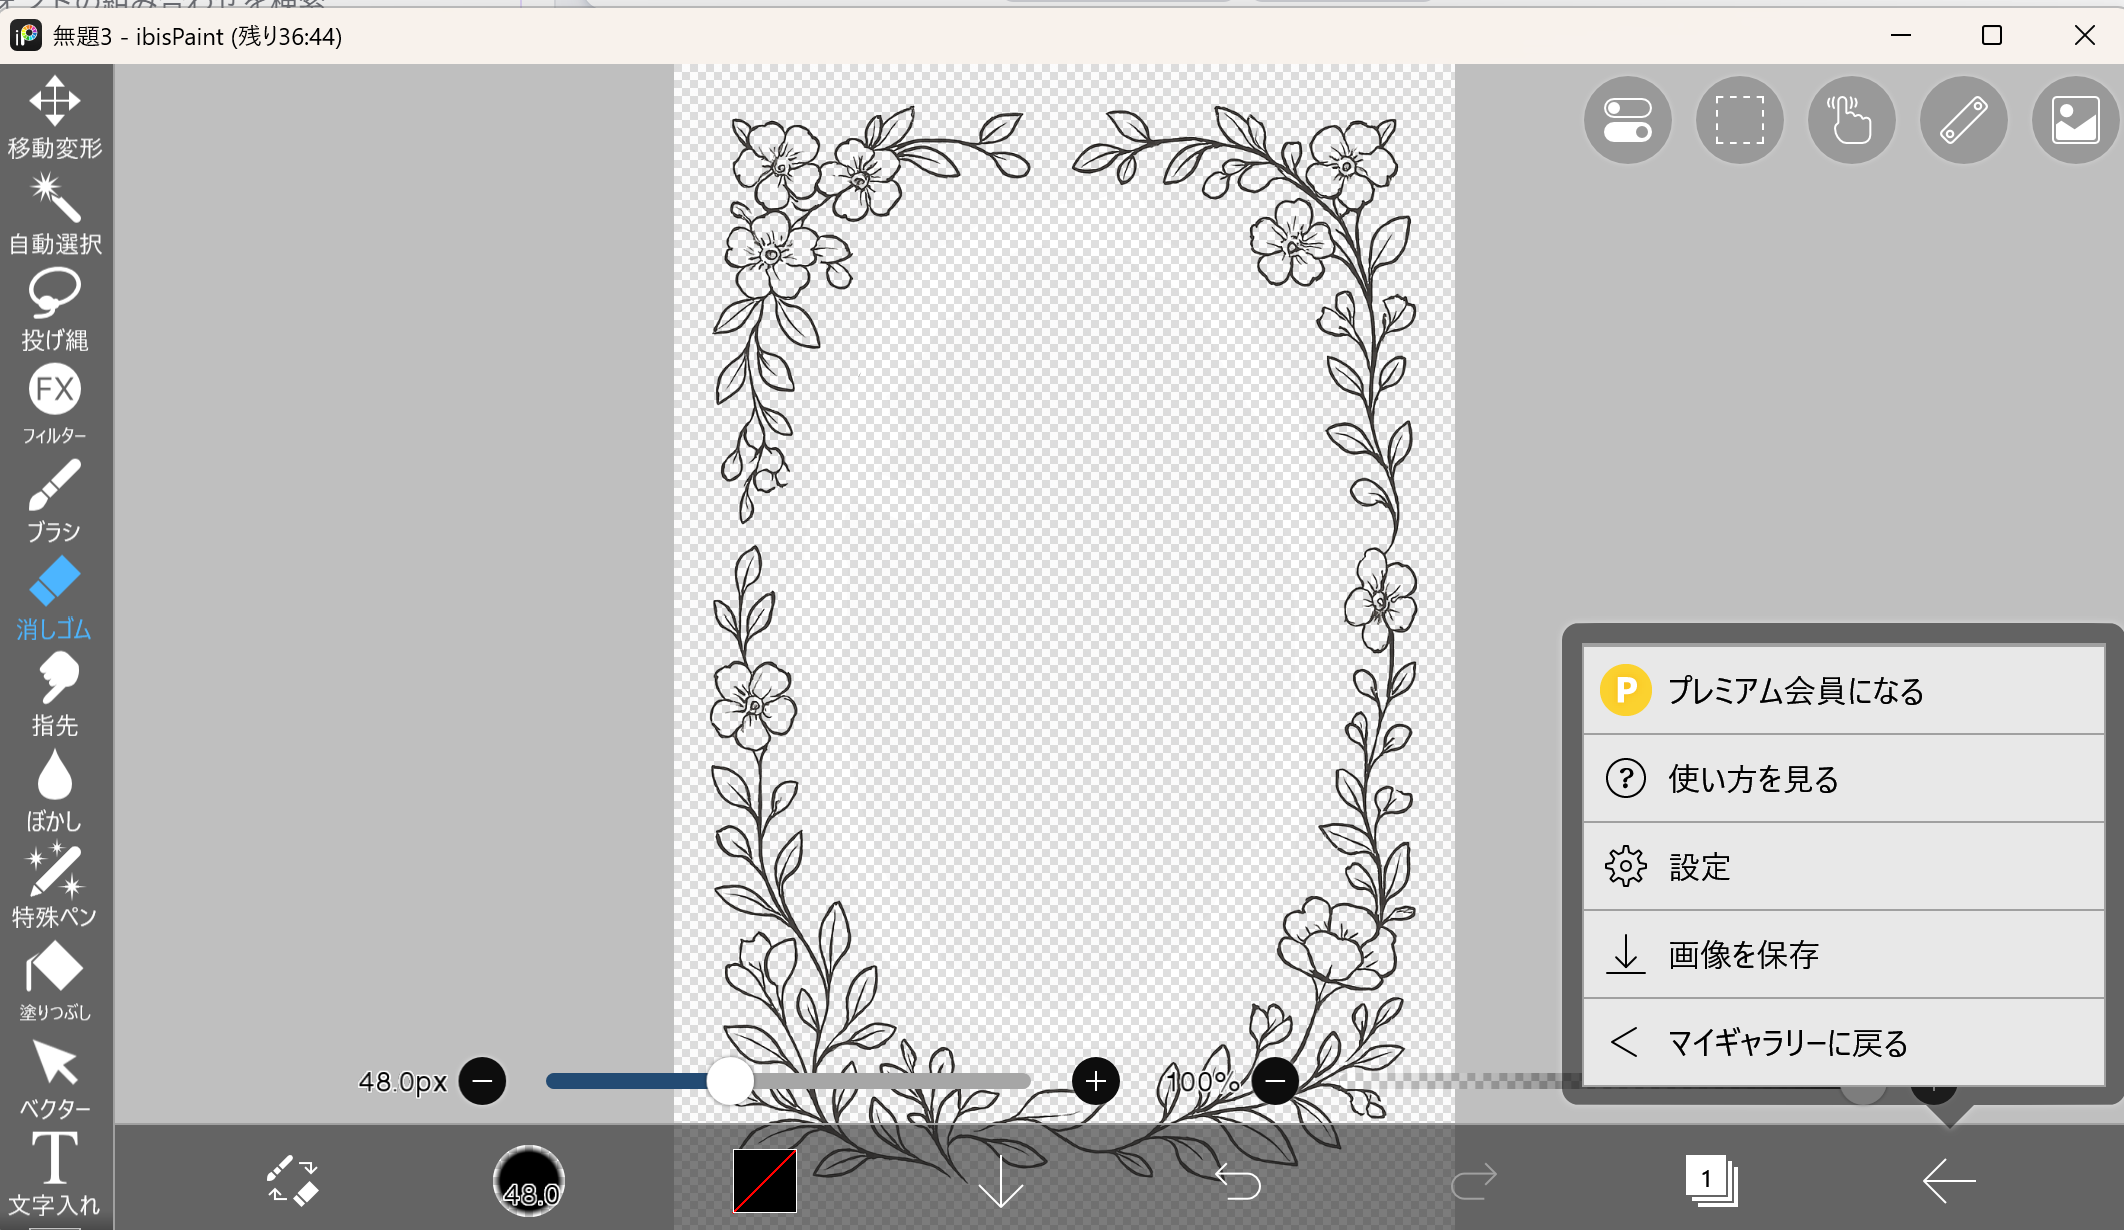 無題3 - ibisPaint (残り36:44)
移動変形
自動選択
投げ縄
FX
フィルター
ブラシ
消しゴム
指先
ぼかし
特殊ペン
塗りつぶし
ベクター
T
文字入れ
P プレミアム会員になる
? 使い方を見る
設定
画像を保存
マイギャラリーに戻る
48.0px
100%
48.0
1